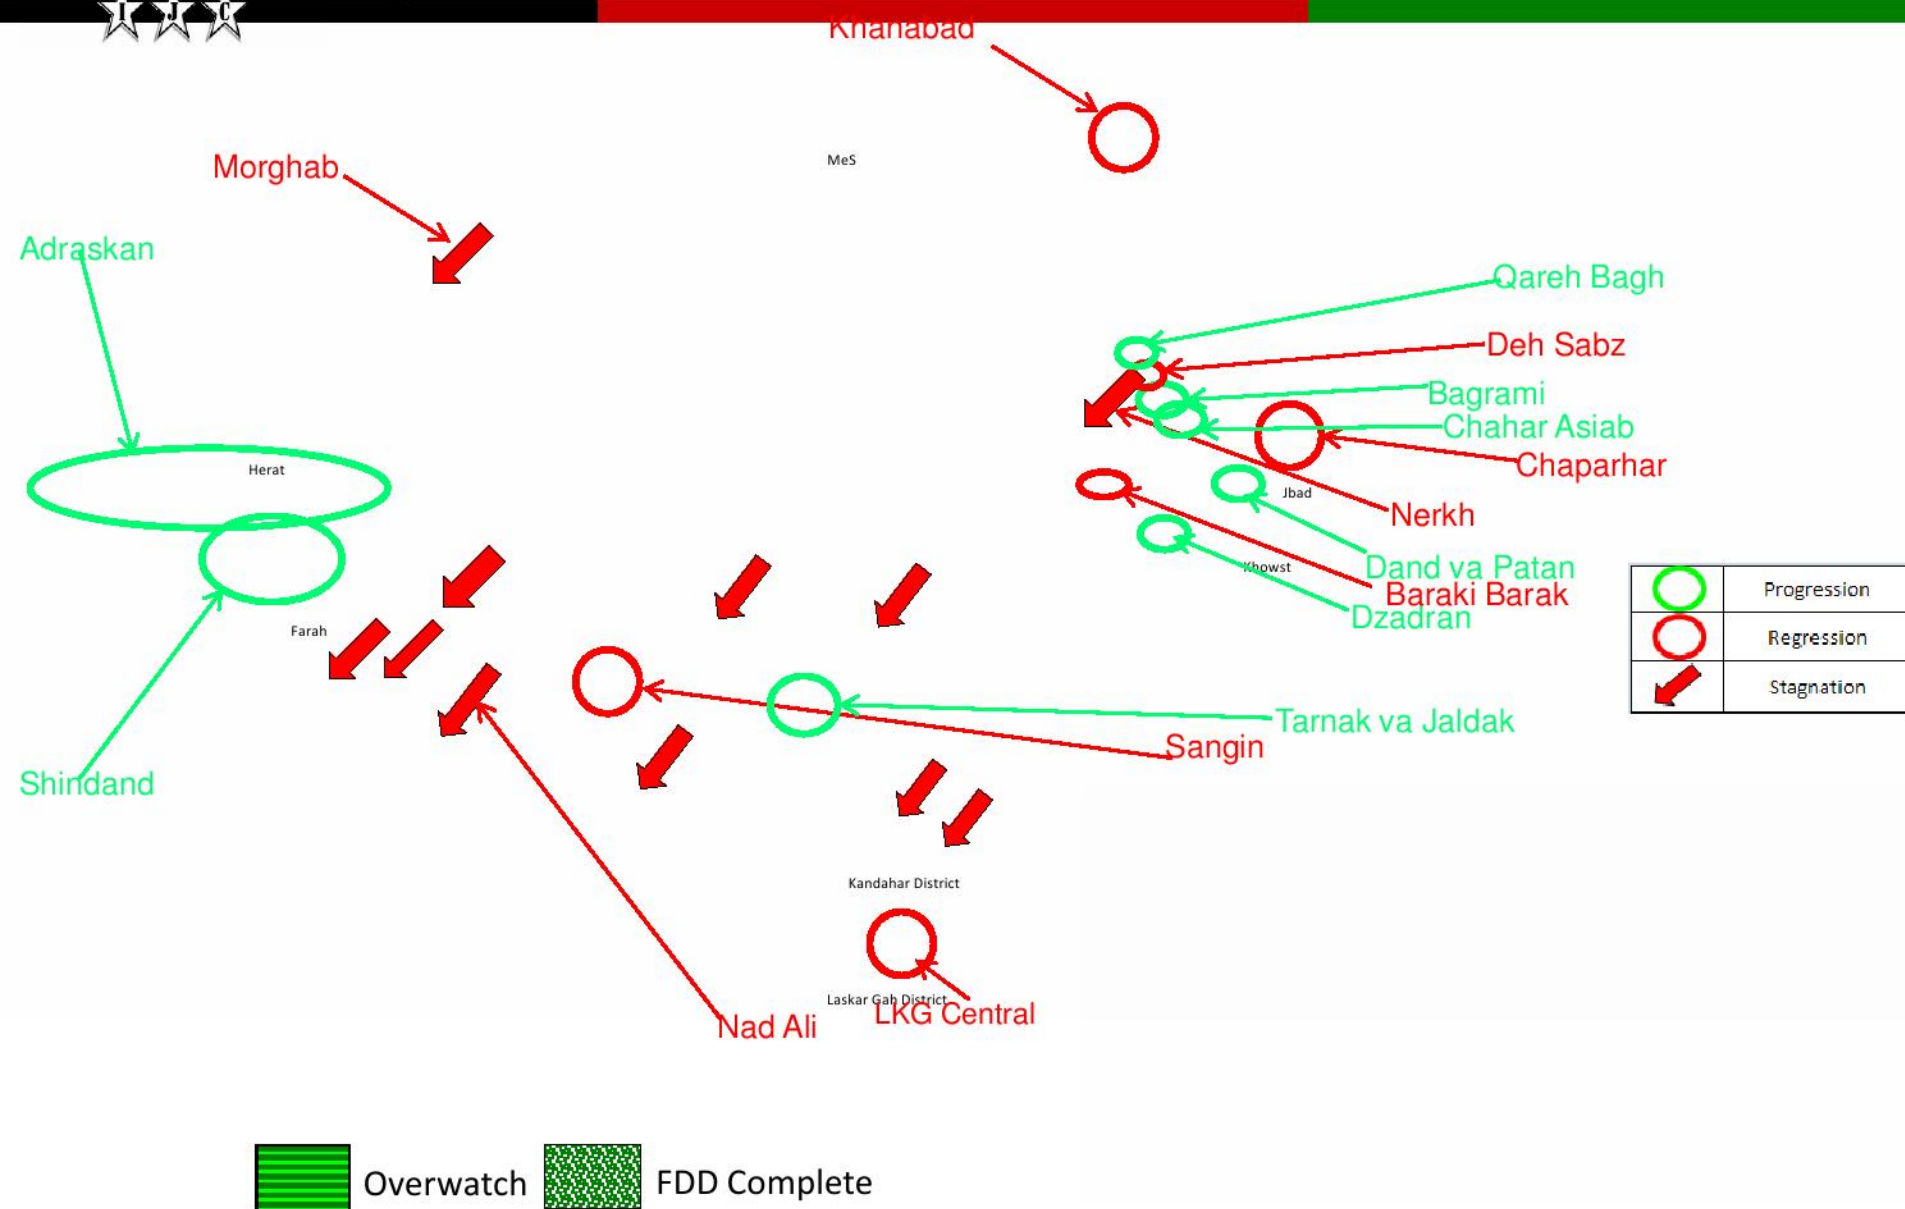 I J C
Khanabad
MeS
Morghab
Adraskan
Qareh Bagh
Deh Sabz
Bagrami
Chahar Asiab
Chaparhar
Herat
Jbad
Nerkh
Khowst
Dand va Patan
Baraki Barak
Dzadran
Progression
Regression
Stagnation
Farah
Tarnak va Jaldak
Sangin
Shindand
Kandahar District
Laskar Gah District
LKG Central
Nad Ali
Overwatch
FDD Complete